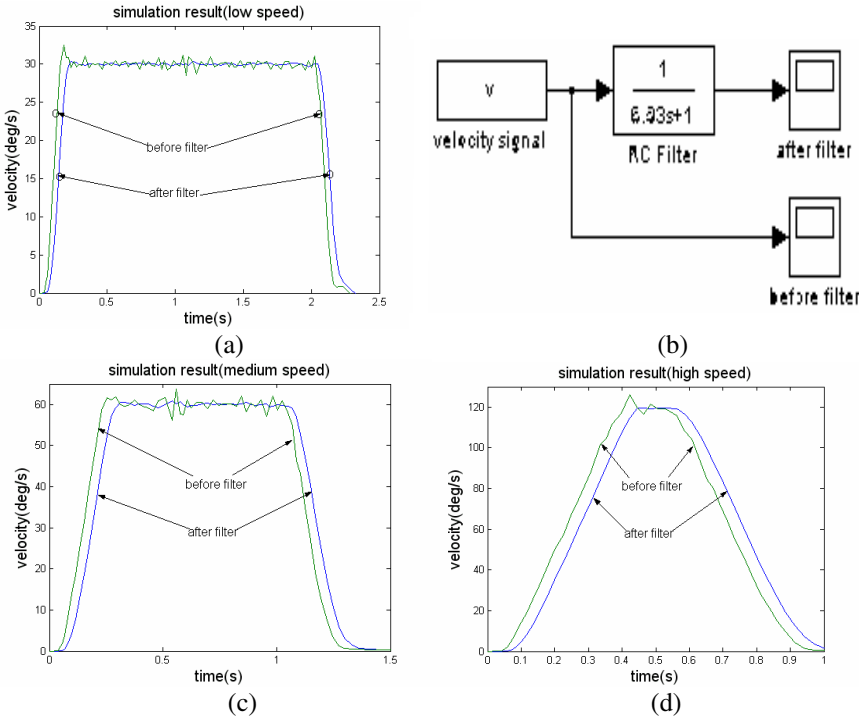 simulation result(low speed)
velocity(deg/s)
35
30
25
20
15
10
5
0
before filter
after filter
0
0.5
1
1.5
2
2.5
time(s)
(a)
v
velocity signal
1
6.93s+1
RC Filter
after filter
before filter
(b)
simulation result(medium speed)
velocity(deg/s)
60
50
40
30
20
10
0
before filter
after filter
0
0.5
1
1.5
time(s)
(c)
simulation result(high speed)
velocity(deg/s)
120
100
80
60
40
20
0
before filter
after filter
0
0.1
0.2
0.3
0.4
0.5
0.6
0.7
0.8
0.9
1
time(s)
(d)